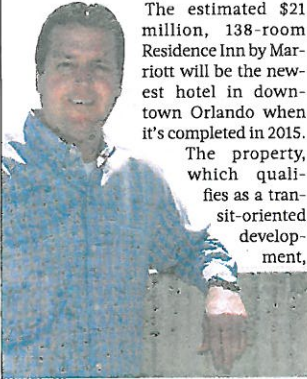 The estimated $21
million, 138-room
Residence Inn by Mar-
riott will be the new-
est hotel in down-
town Orlando when
it's completed in 2015.
The property,
which quali-
fies as a tran-
sit-oriented
develop-
ment,